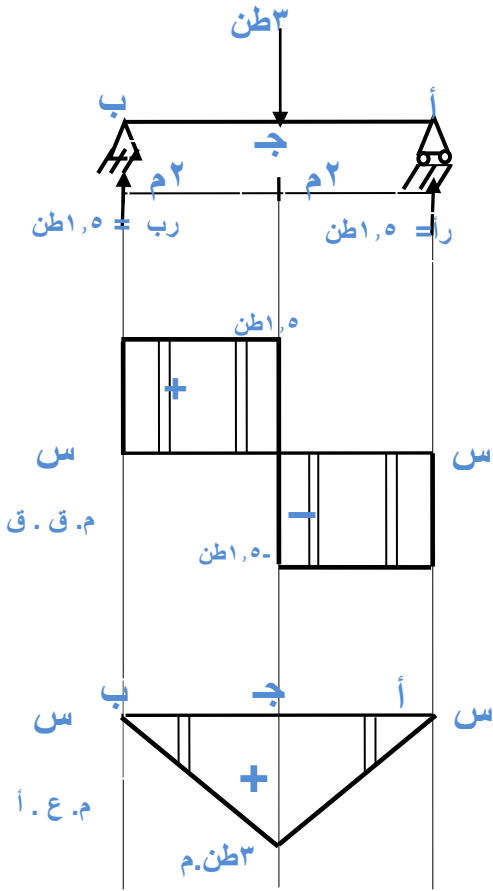 ٣طن
أ
ب
جـ
٢م
٢م
رأ= ١,٥طن
رب = ١,٥طن
١,٥طن
+
س
س
م. ق . ق
–
-١,٥طن
أ
جـ
ب
س
س
+
م. ع . أ
٣طن.م